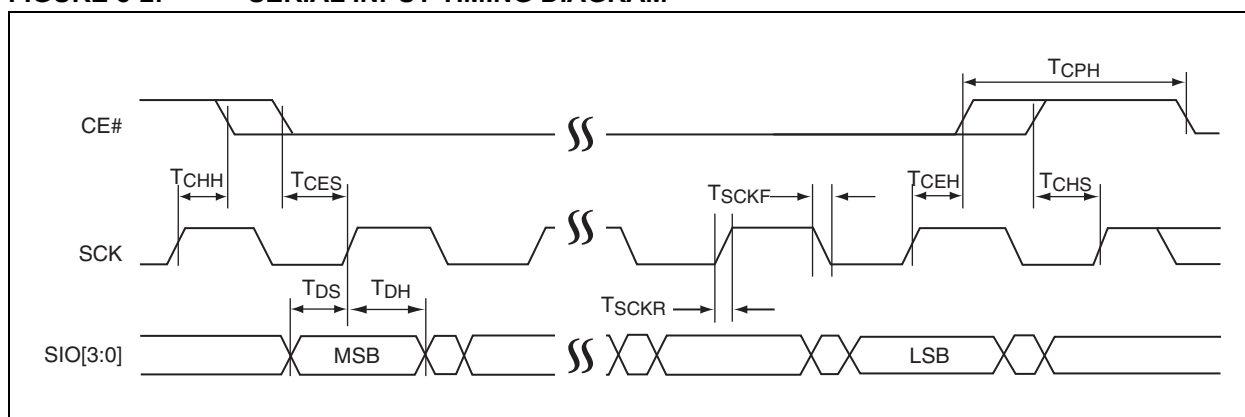 FIGURE 8-2: SERIAL INPUT TIMING DIAGRAM
TCPH
CE#
TCHH
TCES
TSCKF
TCEH
TCHS
SCK
TDS
TDH
TSCKR
SIO[3:0]
MSB
LSB